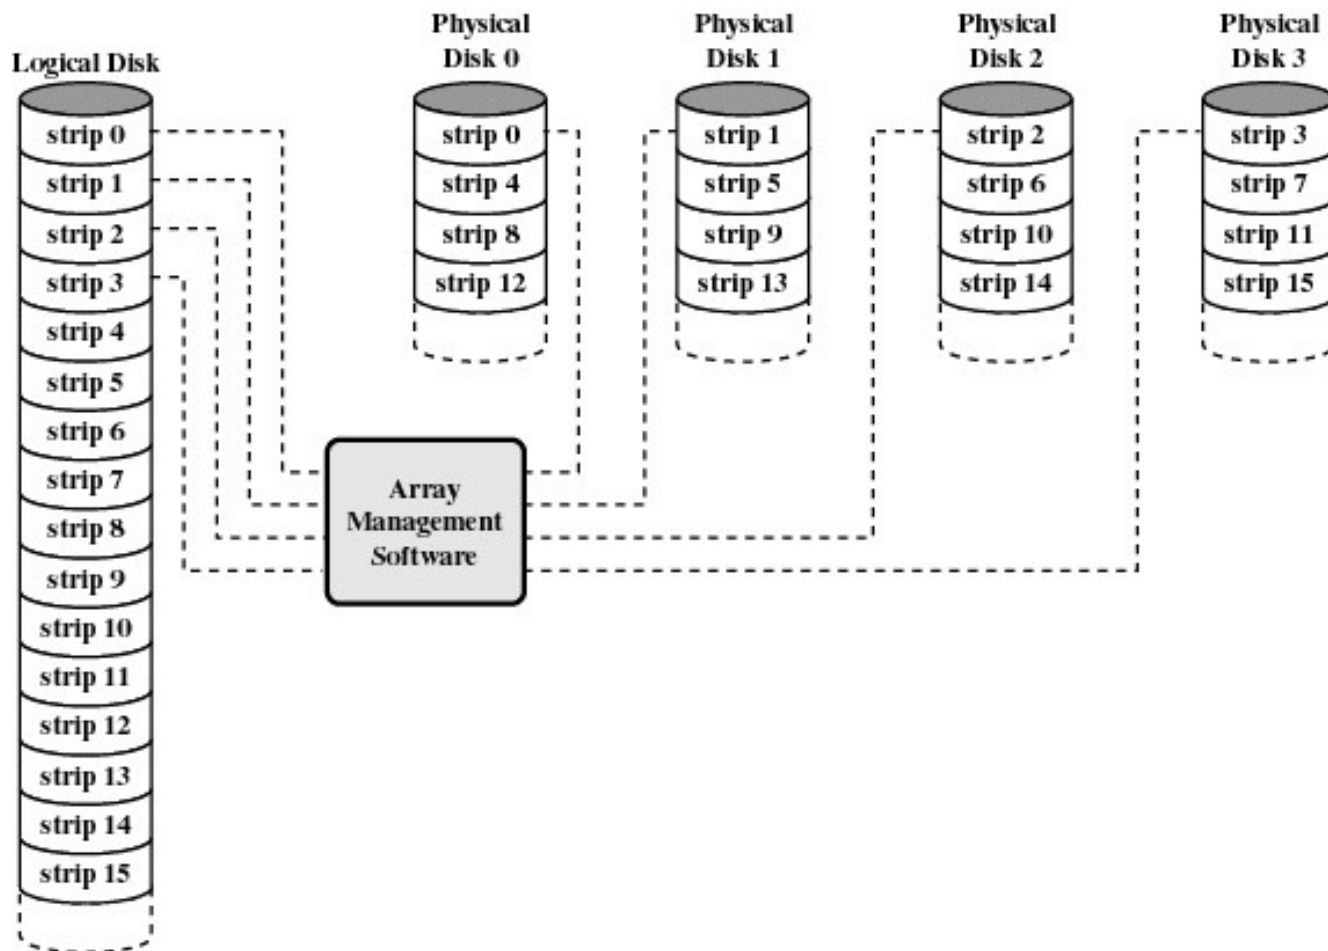 Logical Disk
strip 0
strip 1
strip 2
strip 3
strip 4
strip 5
strip 6
strip 7
strip 8
strip 9
strip 10
strip 11
strip 12
strip 13
strip 14
strip 15
Physical
Disk 0
strip 0
strip 4
strip 8
strip 12
Physical
Disk 1
strip 1
strip 5
strip 9
strip 13
Physical
Disk 2
strip 2
strip 6
strip 10
strip 14
Physical
Disk 3
strip 3
strip 7
strip 11
strip 15
Array
Management
Software